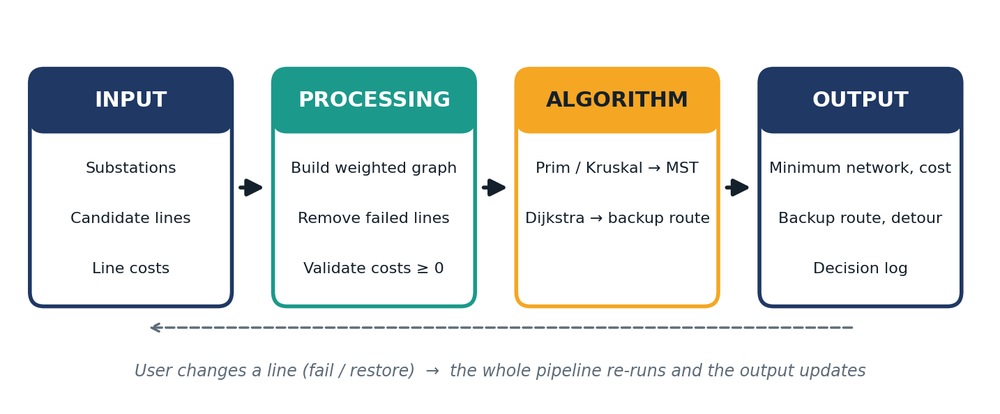 INPUT
Substations
Candidate lines
Line costs
PROCESSING
Build weighted graph
Remove failed lines
Validate costs ≥ 0
ALGORITHM
Prim / Kruskal → MST
Dijkstra → backup route
OUTPUT
Minimum network, cost
Backup route, detour
Decision log
User changes a line (fail / restore) → the whole pipeline re-runs and the output updates